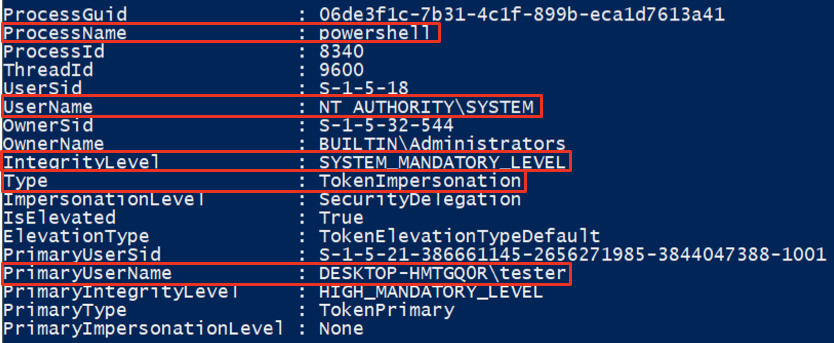 ProcessGuid : 06de3f1c-7b31-4c1f-899b-eca1d7613a41
ProcessName : powershell
ProcessId : 8340
ThreadId : 9600
UserSid : S-1-5-18
UserName : NT AUTHORITY\SYSTEM
OwnerSid : S-1-5-32-544
OwnerName : BUILTIN\Administrators
IntegrityLevel : SYSTEM_MANDATORY_LEVEL
Type : TokenImpersonation
ImpersonationLevel : SecurityDelegation
IsElevated : True
ElevationType : TokenElevationTypeDefault
PrimaryUserSid : S-1-5-21-386661145-2656271985-3844047388-1001
PrimaryUserName : DESKTOP-HMTGQ0R\tester
PrimaryIntegrityLevel : HIGH_MANDATORY_LEVEL
PrimaryType : TokenPrimary
PrimaryImpersonationLevel : None